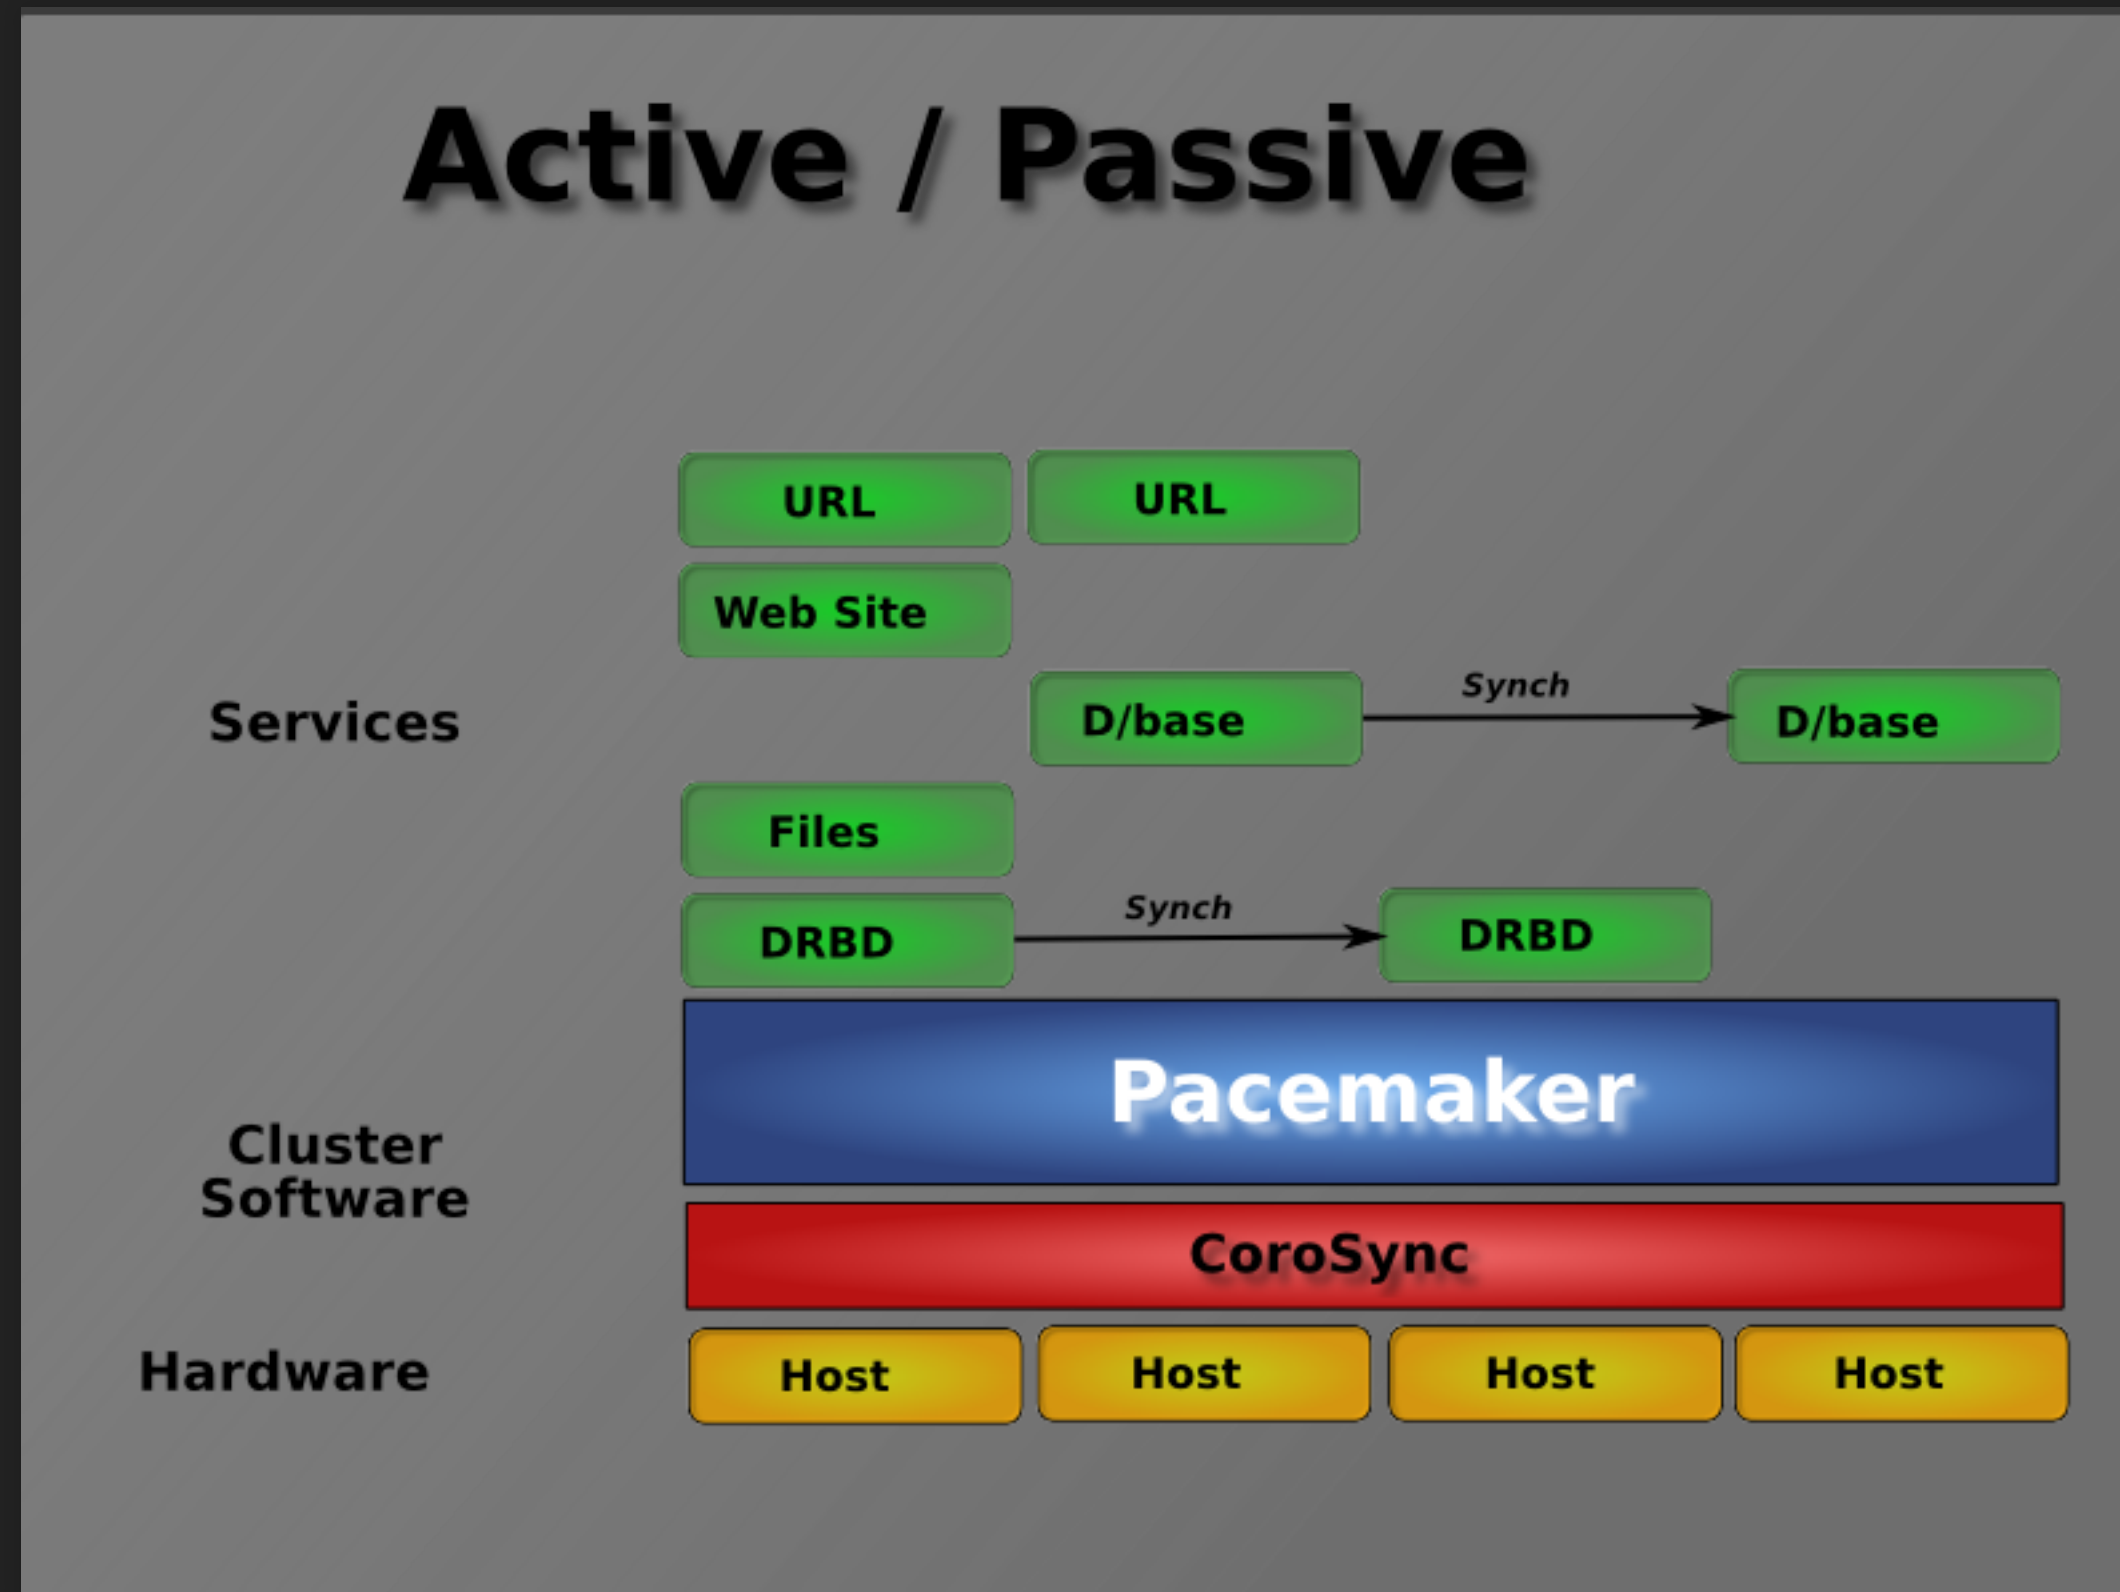 Active / Passive
URL
URL
Web Site
Services
D/base
Synch
D/base
Files
DRBD
Synch
DRBD
Pacemaker
Cluster
Software
CoroSync
Hardware
Host
Host
Host
Host